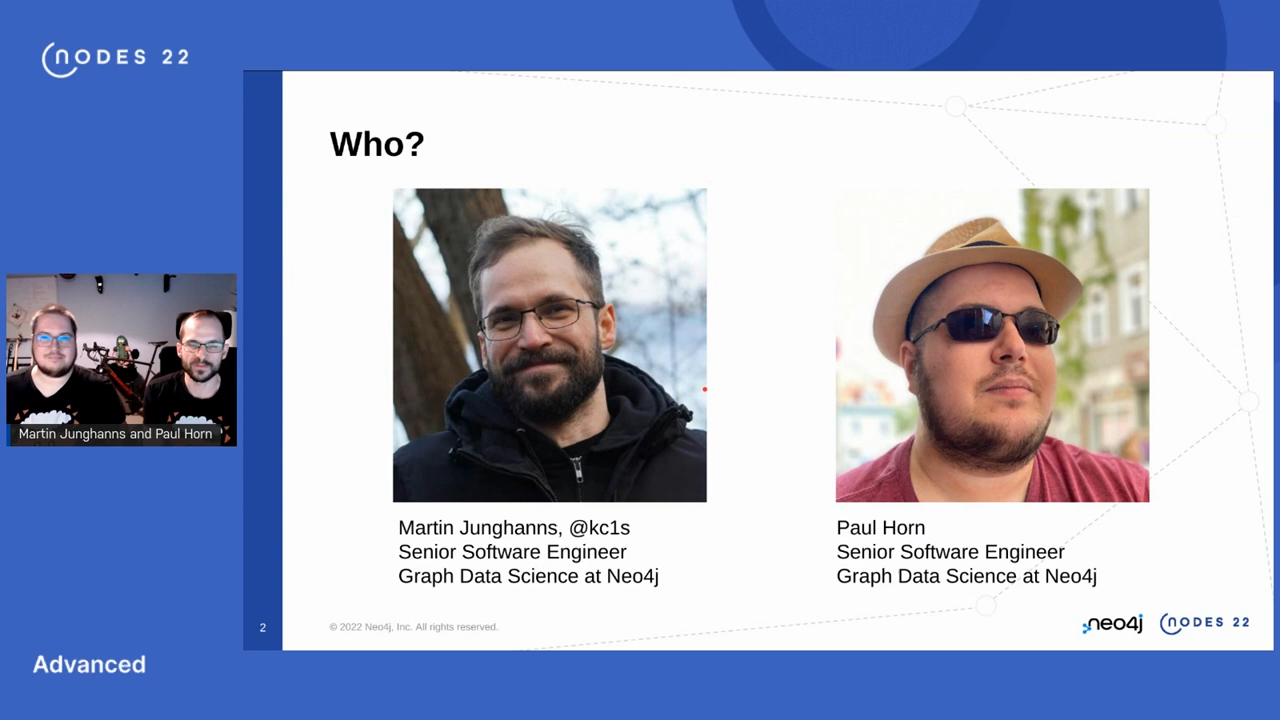 NODES 22
Who?
Martin Junghanns, @kc1s
Senior Software Engineer
Graph Data Science at Neo4j
Paul Horn
Senior Software Engineer
Graph Data Science at Neo4j
Martin Junghanns and Paul Horn
2
© 2022 Neo4j, Inc. All rights reserved.
neo4j
NODES 22
Advanced